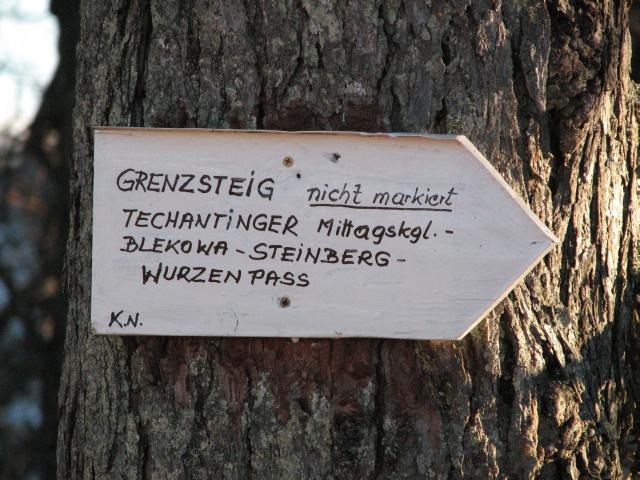 GRENZSTEIG nicht markiert
TECHANTINGER Mittagskgl.-
BLEKOWA-STEINBERG-
WURZENPASS
K.N.